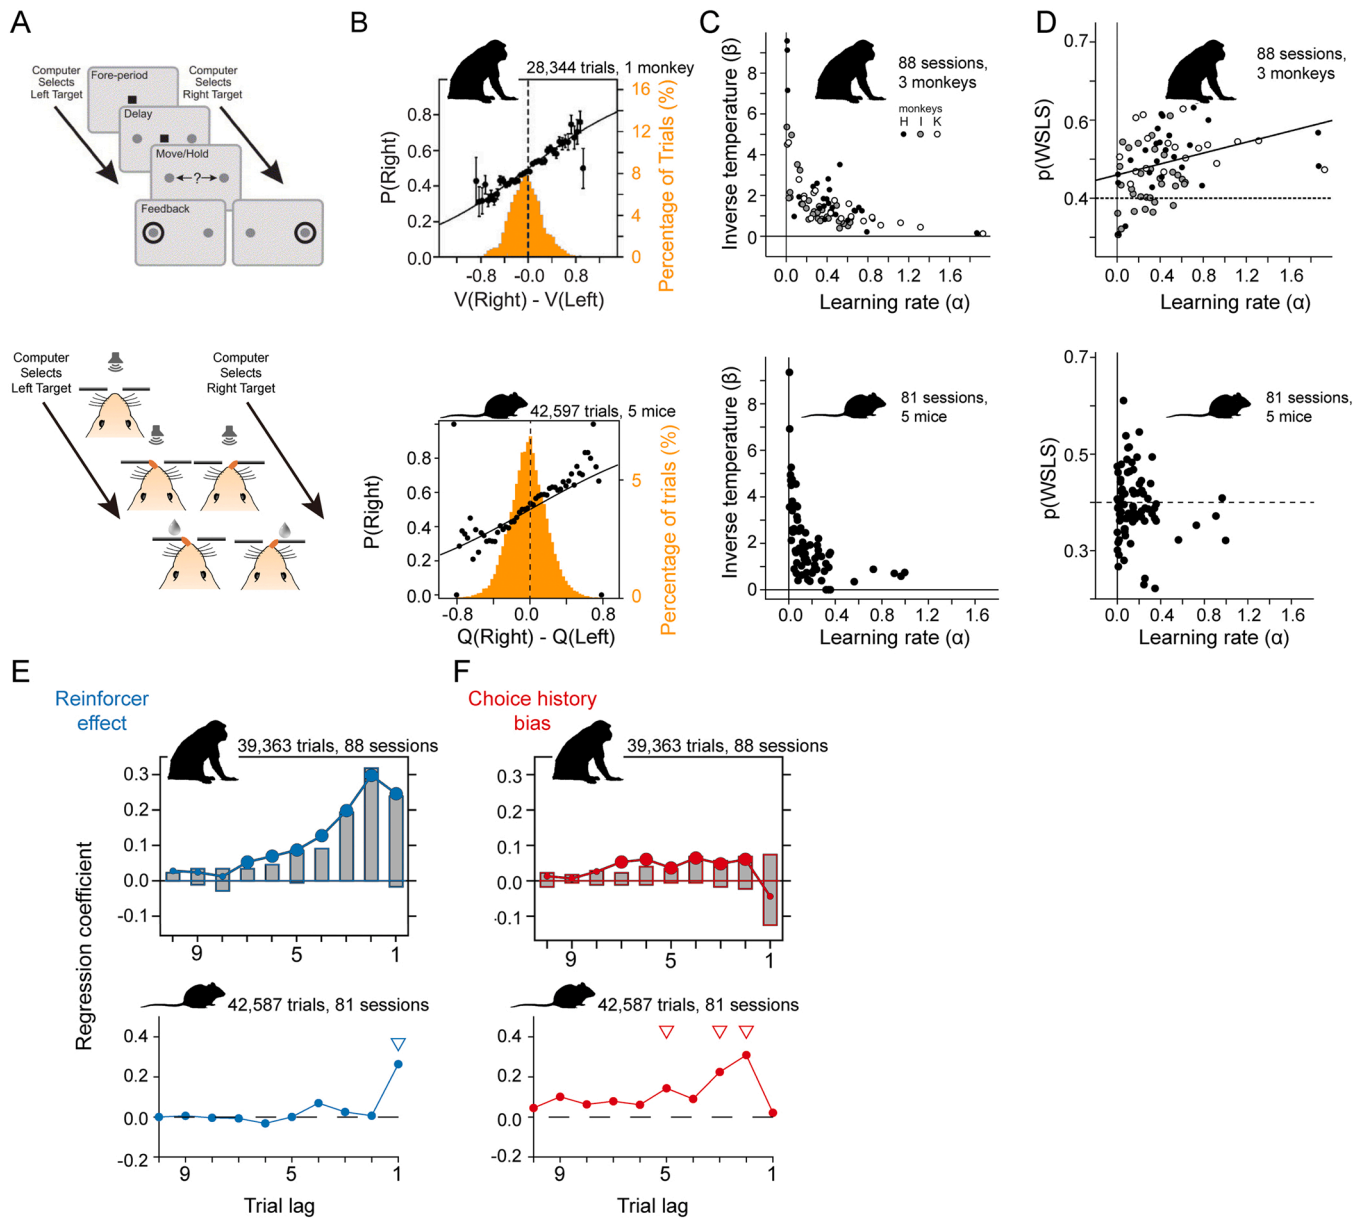 A
Computer
Selects
Left Target
Computer
Selects
Right Target
Fore-period
Delay
Move/Hold
?
Feedback
Computer
Selects
Left Target
Computer
Selects
Right Target
B
28,344 trials, 1 monkey
P(Right)
0.8
0.6
0.4
0.2
0.0
16
12
8
4
0
Percentage of Trials (%)
-0.8
-0
0.8
V(Right) - V(Left)
42,597 trials, 5 mice
P(Right)
0.8
0.6
0.4
0.2
0.0
5
0
Percentage of trials (%)
-0.8
0.0
0.8
Q(Right) - Q(Left)
C
88 sessions,
3 monkeys
monkeys
H I K
Inverse temperature (β)
8
6
4
2
0
0.0 0.4 0.8 1.2 1.6
Learning rate (α)
81 sessions,
5 mice
Inverse temperature (β)
8
6
4
2
0
0.0 0.4 0.8 1.2 1.6
Learning rate (α)
D
88 sessions,
3 monkeys
p(WSLS)
0.7
0.6
0.4
0.0 0.4 0.8 1.2 1.6
Learning rate (α)
81 sessions,
5 mice
p(WSLS)
0.7
0.5
0.3
0.0 0.4 0.8 1.2 1.6
Learning rate (α)
E
Reinforcer
effect
39,363 trials, 88 sessions
0.3
0.2
0.1
0.0
-0.1
9 5 1
Regression coefficient
42,587 trials, 81 sessions
0.4
0.2
0.0
-0.2
9 5 1
Trial lag
F
Choice history
bias
39,363 trials, 88 sessions
0.3
0.2
0.1
0.0
-0.1
9 5 1
42,587 trials, 81 sessions
0.4
0.2
0.0
-0.2
9 5 1
Trial lag